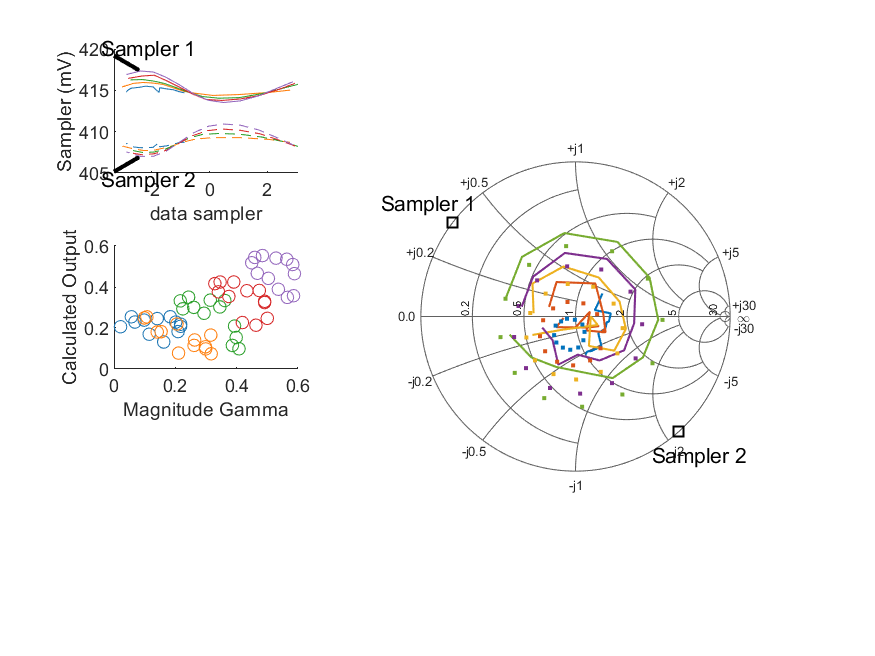 420
Sampler 1
415
410
405
Sampler (mV)
Sampler 2
-2
0
2
data sampler
0.6
0.4
0.2
0
Calculated Output
0
0.2
0.4
0.6
Magnitude Gamma
+j1
+j0.5
+j2
Sampler 1
+j0.2
+j5
0.0
0.2
0.5
1
2
5
30
+j30
∞
-j30
-j0.2
-j5
-j0.5
-j2
Sampler 2
-j1